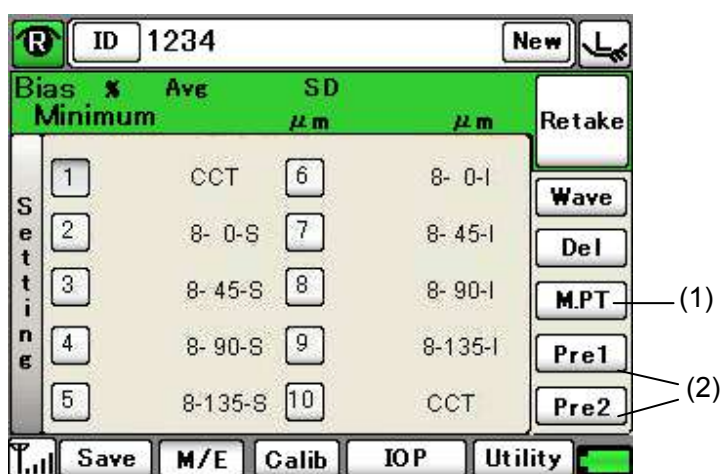 R ID 1234 New
Bias % Avg SD
Minimum μm μm Retake
Setting
1 CCT 6 8- 0-I
2 8- 0-S 7 8- 45-I
3 8- 45-S 8 8- 90-I
4 8- 90-S 9 8-135-I
5 8-135-S 10 CCT
Wave
Del
M.PT (1)
Pre1
Pre2 (2)
Save M/E Calib IOP Utility